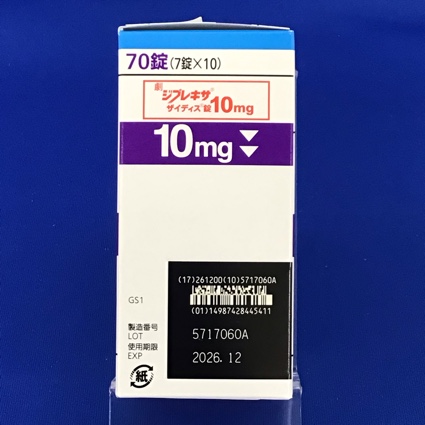 70錠(7錠×10)
劇 ジプレキサ®
ザイディス®錠10mg
10mg
(17)261200(10)5717060A
(01)14987428445411
GS1
製造番号
LOT
5717060A
使用期限
EXP
2026.12
紙